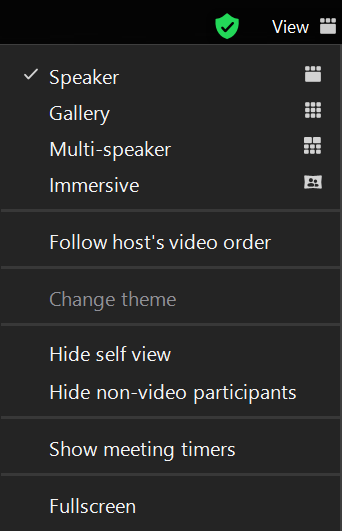 View
Speaker
Gallery
Multi-speaker
Immersive
Follow host's video order
Change theme
Hide self view
Hide non-video participants
Show meeting timers
Fullscreen